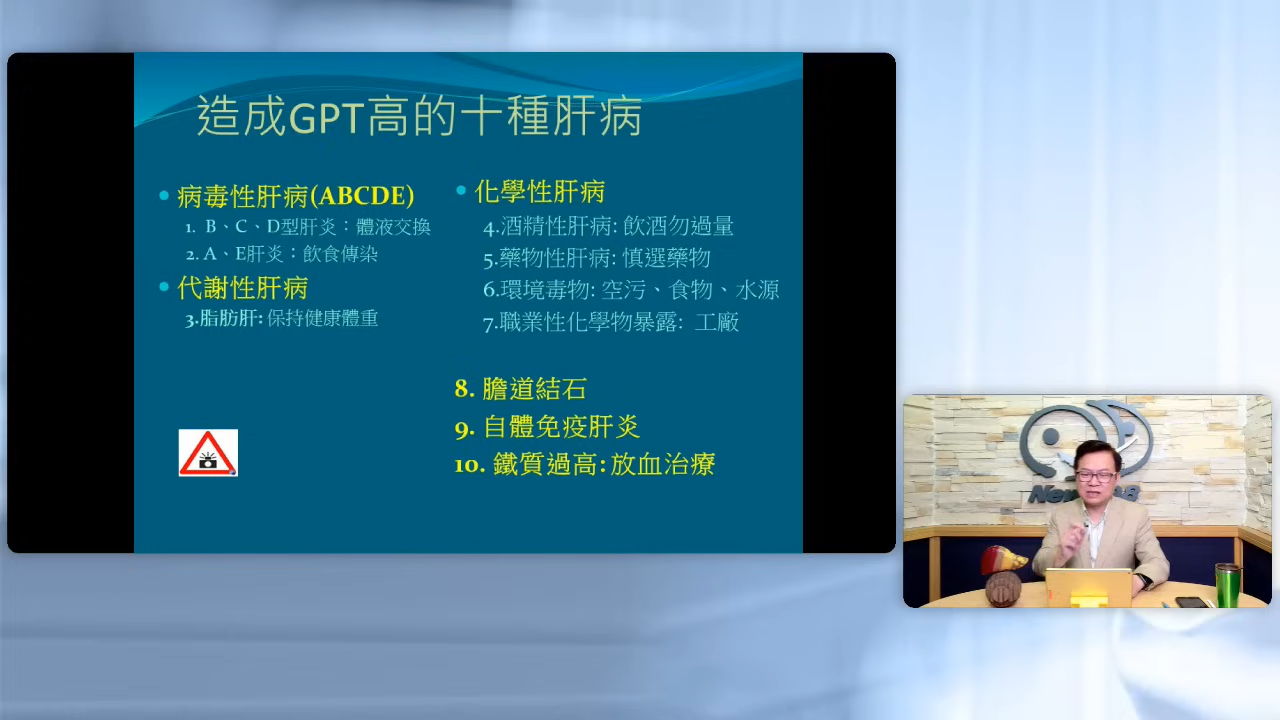 造成GPT高的十種肝病
病毒性肝病(ABCDE)
1. B、C、D型肝炎：體液交換
2. A、E肝炎：飲食傳染
代謝性肝病
3.脂肪肝: 保持健康體重
化學性肝病
4.酒精性肝病: 飲酒勿過量
5.藥物性肝病: 慎選藥物
6.環境毒物: 空污、食物、水源
7.職業性化學物暴露: 工廠
8. 膽道結石
9. 自體免疫肝炎
10. 鐵質過高: 放血治療